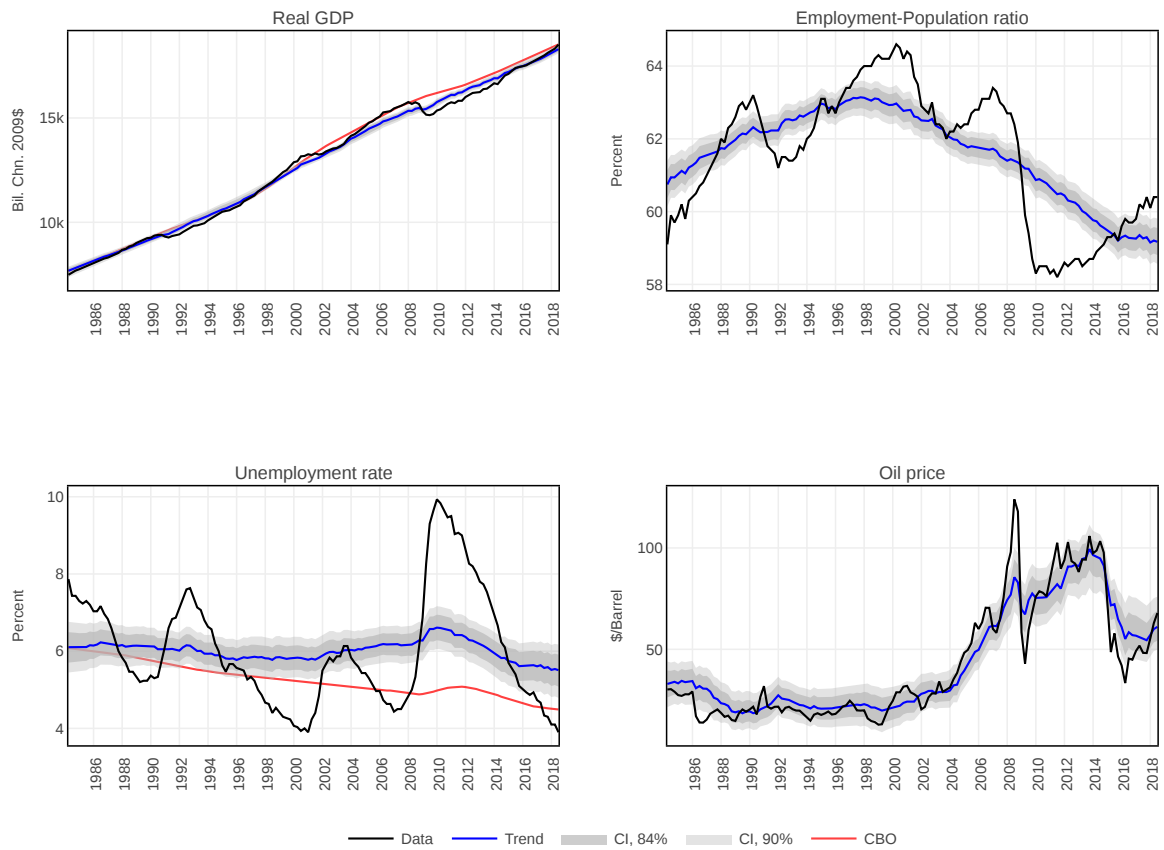 Real GDP
Bil. Chn. 2009$
15k
10k
1986 1988 1990 1992 1994 1996 1998 2000 2002 2004 2006 2008 2010 2012 2014 2016 2018
Employment-Population ratio
Percent
64
62
60
58
1986 1988 1990 1992 1994 1996 1998 2000 2002 2004 2006 2008 2010 2012 2014 2016 2018
Unemployment rate
Percent
10
8
6
4
1986 1988 1990 1992 1994 1996 1998 2000 2002 2004 2006 2008 2010 2012 2014 2016 2018
Oil price
$/Barrel
100
50
1986 1988 1990 1992 1994 1996 1998 2000 2002 2004 2006 2008 2010 2012 2014 2016 2018
Data Trend CI, 84% CI, 90% CBO